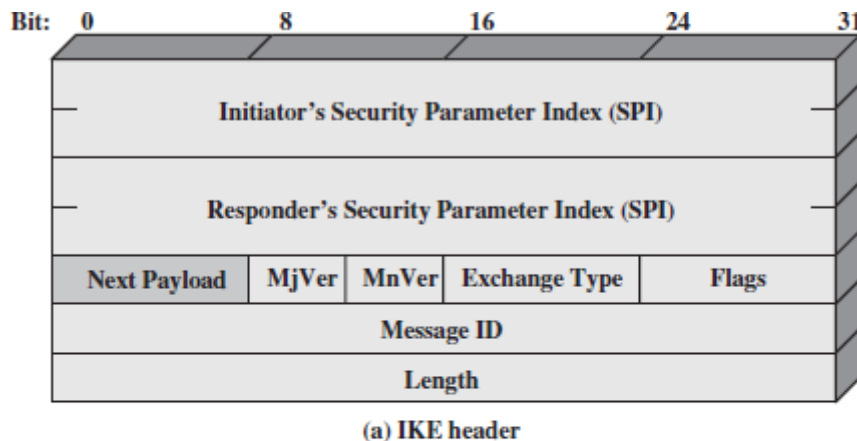 Bit: 0 8 16 24 31
Initiator's Security Parameter Index (SPI)
Responder's Security Parameter Index (SPI)
Next Payload MjVer MnVer Exchange Type Flags
Message ID
Length
(a) IKE header